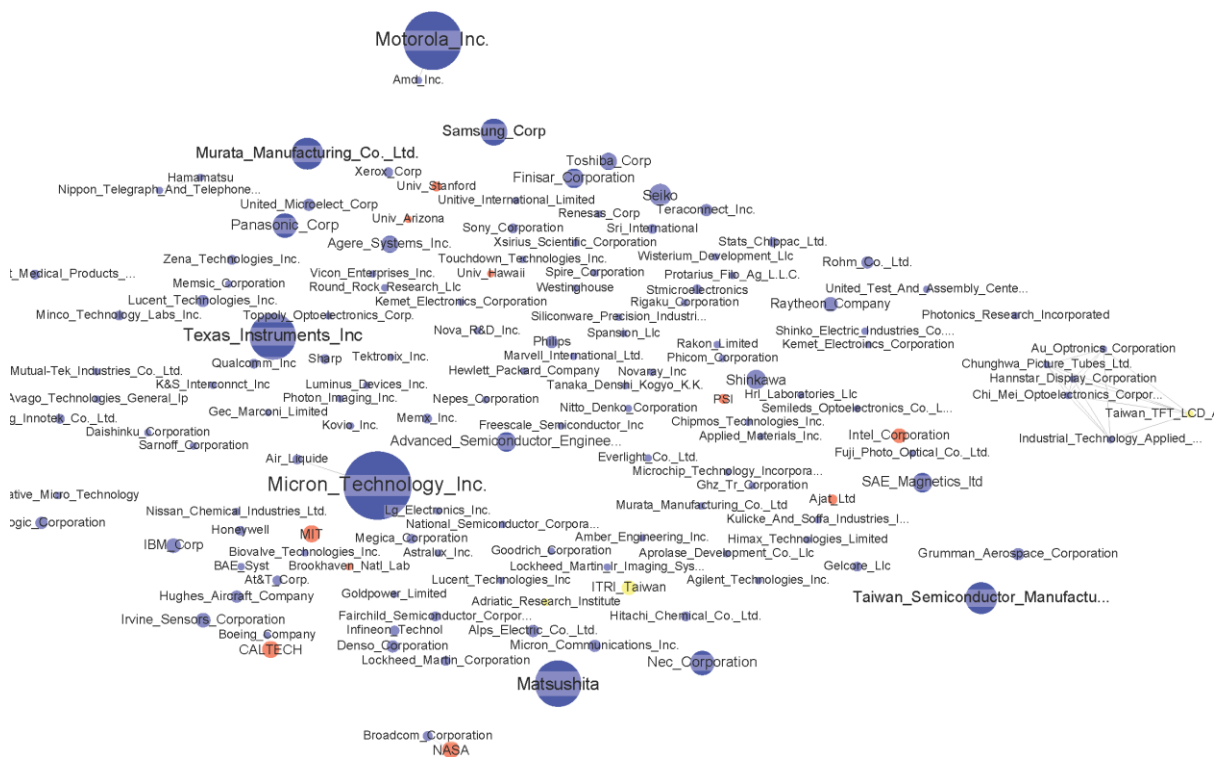 Motorola_Inc.
Amd_Inc.
Samsung_Corp
Murata_Manufacturing_Co._Ltd.
Toshiba_Corp
Xerox_Corp
Finisar_Corporation
Hamamatsu
Univ_Stanford
Nippon_Telegraph_And_Telephone...
Seiko
Unitive_International_Limited
United_Microelect_Corp
Teraconnect_Inc.
Renesas_Corp
Univ_Arizona
Panasonic_Corp
Sony_Corporation
Sri_International
Agere_Systems_Inc.
Xsirius_Scientific_Corporation
Stats_Chippac_Ltd.
Zena_Technologies_Inc.
Touchdown_Technologies_Inc.
Wisterium_Development_Llc
Rohm_Co._Ltd.
t_Medical_Products_...
Vicon_Enterprises_Inc.
Univ_Hawaii
Spire_Corporation
Protarius_Filo_Ag_L.L.C.
Memsic_Corporation
Round_Rock_Research_Llc
Westinghouse
Stmicroelectronics
United_Test_And_Assembly_Cente...
Lucent_Technologies_Inc.
Kemet_Electronics_Corporation
Rigaku_Corporation
Raytheon_Company
Minco_Technology_Labs_Inc.
Toppoly_Optoelectronics_Corp.
Siliconware_Precision_Industri...
Photonics_Research_Incorporated
Texas_Instruments_Inc
Nova_R&D_Inc.
Spansion_Llc
Shinko_Electric_Industries_Co....
Philips
Rakon_Limited
Kemet_Electroincs_Corporation
Au_Optronics_Corporation
Qualcomm_Inc
Sharp
Tektronix_Inc.
Marvell_International_Ltd.
Phicom_Corporation
Chunghwa_Picture_Tubes_Ltd.
Mutual-Tek_Industries_Co._Ltd.
Hewlett_Packard_Company
Novaray_Inc
Shinkawa
Hannstar_Display_Corporation
K&S_Interconnct_Inc
Luminus_Devices_Inc.
Tanaka_Denshi_Kogyo_K.K.
Hrl_Laboratories_Llc
Chi_Mei_Optoelectronics_Corpor...
Avago_Technologies_General_Ip
Photon_Imaging_Inc.
Nepes_Corporation
PSI
Gec_Marconi_Limited
Nitto_Denko_Corporation
Semileds_Optoelectronics_Co._L...
Taiwan_TFT_LCD_A
ng_Innotek_Co._Ltd.
Memx_Inc.
Chipmos_Technologies_Inc.
Kovio_Inc.
Freescale_Semiconductor_Inc
Daishinku_Corporation
Applied_Materials_Inc.
Intel_Corporation
Industrial_Technology_Applied_...
Sarnoff_Corporation
Advanced_Semiconductor_Enginee...
Fuji_Photo_Optical_Co._Ltd.
Air_Liquide
Everlight_Co._Ltd.
Microchip_Technology_Incorpora...
Micron_Technology_Inc.
Ghz_Tr_Corporation
SAE_Magnetics_ltd
ative_Micro_Technology
Ajat_Ltd
Nissan_Chemical_Industries_Ltd.
Lg_Electronics_Inc.
Murata_Manufacturing_Co._Ltd
ogic_Corporation
National_Semiconductor_Corpora...
Kulicke_And_Soffa_Industries_I...
Honeywell
MIT
Megica_Corporation
Amber_Engineering_Inc.
Himax_Technologies_Limited
IBM_Corp
Biovalve_Technologies_Inc.
Astralux_Inc.
Goodrich_Corporation
Aprolase_Development_Co._Llc
Grumman_Aerospace_Corporation
BAE_Syst
Brookhaven_Natl_Lab
Lockheed_Martin_Ir_Imaging_Sys...
Gelcore_Llc
At&T_Corp.
Lucent_Technologies_Inc
ITRI_Taiwan
Agilent_Technologies_Inc.
Hughes_Aircraft_Company
Goldpower_Limited
Adriatic_Research_Institute
Taiwan_Semiconductor_Manufactu...
Irvine_Sensors_Corporation
Fairchild_Semiconductor_Corpor...
Hitachi_Chemical_Co._Ltd.
Boeing_Company
Infineon_Technol
Alps_Electric_Co._Ltd.
CALTECH
Denso_Corporation
Micron_Communications_Inc.
Lockheed_Martin_Corporation
Nec_Corporation
Matsushita
Broadcom_Corporation
NASA